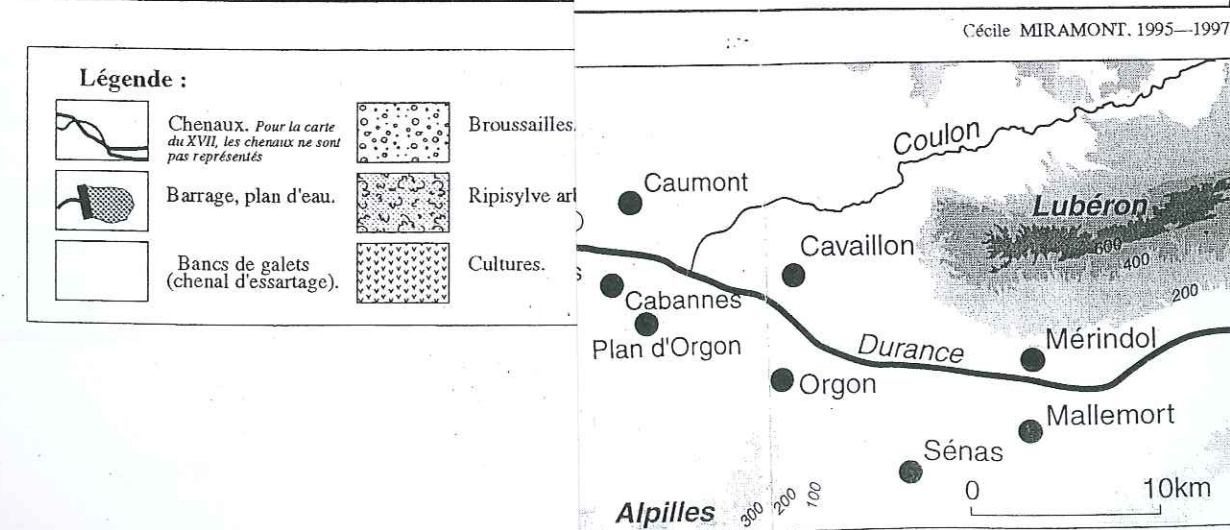 Cécile MIRAMONT, 1995—1997
Légende :
Chenaux. Pour la carte
du XVII, les chenaux ne sont
pas représentés
Barrage, plan d'eau.
Bancs de galets
(chenal d'essartage).
Broussailles.
Ripisylve ar
Cultures.
Coulon
Caumont
Lubéron
Cavaillon
600
400
200
s
Cabannes
Plan d'Orgon
Durance
Mérindol
Orgon
Mallemort
Sénas
0 10km
Alpilles
300 200 100